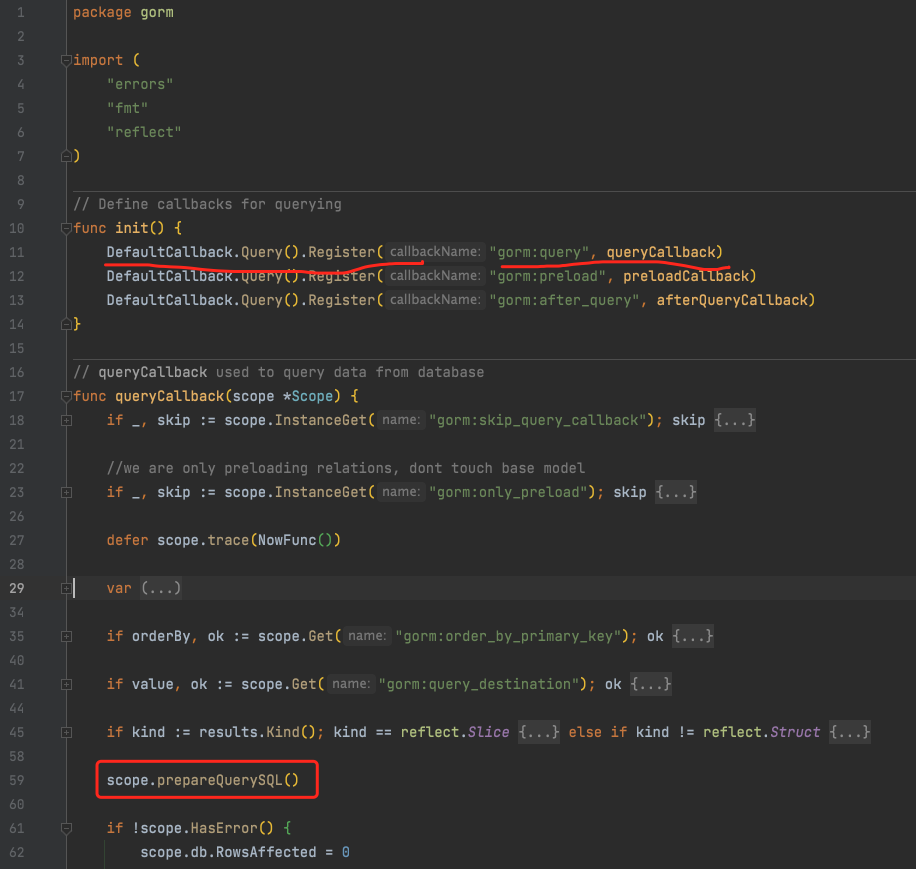 1 package gorm
2
3 import (
4 "errors"
5 "fmt"
6 "reflect"
7 )
8
9 // Define callbacks for querying
10 func init() {
11 DefaultCallback.Query().Register( callbackName: "gorm:query", queryCallback)
12 DefaultCallback.Query().Register( callbackName: "gorm:preload", preloadCallback)
13 DefaultCallback.Query().Register( callbackName: "gorm:after_query", afterQueryCallback)
14 }
15
16 // queryCallback used to query data from database
17 func queryCallback(scope *Scope) {
18 if _, skip := scope.InstanceGet( name: "gorm:skip_query_callback"); skip {...}
21
22 //we are only preloading relations, dont touch base model
23 if _, skip := scope.InstanceGet( name: "gorm:only_preload"); skip {...}
26
27 defer scope.trace(NowFunc())
28
29 var (...)
34
35 if orderBy, ok := scope.Get( name: "gorm:order_by_primary_key"); ok {...}
40
41 if value, ok := scope.Get( name: "gorm:query_destination"); ok {...}
44
45 if kind := results.Kind(); kind == reflect.Slice {...} else if kind != reflect.Struct {...}
58
59 scope.prepareQuerySQL()
60
61 if !scope.HasError() {
62 scope.db.RowsAffected = 0